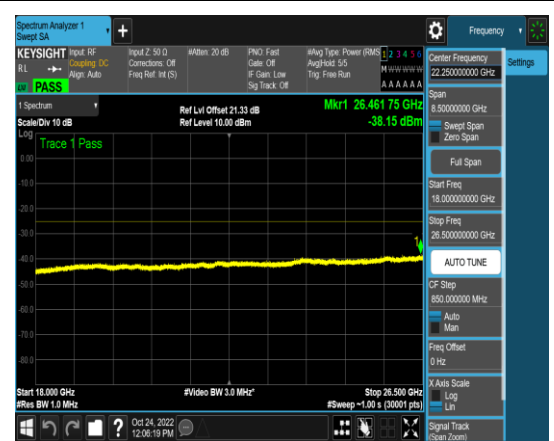 Spectrum Analyzer 1
Swept SA
+
Frequency
KEYSIGHT
RL
LV PASS
Input: RF
Coupling: DC
Align: Auto
Input Z: 50 Ω
Corrections: Off
Freq Ref: Int (S)
#Atten: 20 dB
PNO: Fast
Gate: Off
IF Gain: Low
Sig Track: Off
#Avg Type: Power (RMS
Avg|Hold: 5/5
Trig: Free Run
1 2 3 4 5 6
M W W W W W
A A A A A A
1 Spectrum
Scale/Div 10 dB
Ref Lvl Offset 21.33 dB
Ref Level 10.00 dBm
Mkr1 26.461 75 GHz
-38.15 dBm
Log
Trace 1 Pass
0.00
-10.0
-20.0
-30.0
-40.0
-50.0
-60.0
-70.0
-80.0
1
Start 18.000 GHz
#Res BW 1.0 MHz
#Video BW 3.0 MHz*
Stop 26.500 GHz
#Sweep ~1.00 s (30001 pts)
Oct 24, 2022
12:06:19 PM
?
Center Frequency
22.250000000 GHz
Settings
Span
8.50000000 GHz
Swept Span
Zero Span
Full Span
Start Freq
18.000000000 GHz
Stop Freq
26.500000000 GHz
AUTO TUNE
CF Step
850.000000 MHz
Auto
Man
Freq Offset
0 Hz
X Axis Scale
Log
Lin
Signal Track
(Span Zoom)